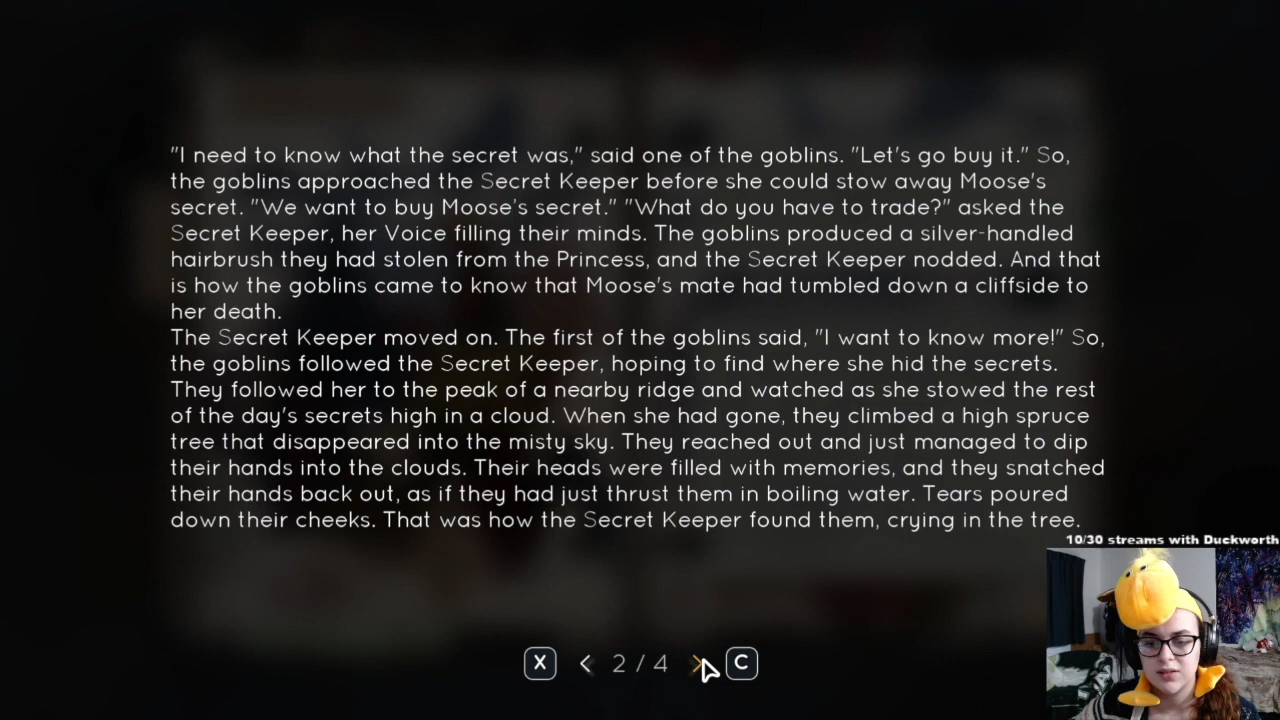 "I need to know what the secret was," said one of the goblins. "Let's go buy it." So,
the goblins approached the Secret Keeper before she could stow away Moose's
secret. "We want to buy Moose's secret." "What do you have to trade?" asked the
Secret Keeper, her Voice filling their minds. The goblins produced a silver-handled
hairbrush they had stolen from the Princess, and the Secret Keeper nodded. And that
is how the goblins came to know that Moose's mate had tumbled down a cliffside to
her death.
The Secret Keeper moved on. The first of the goblins said, "I want to know more!" So,
the goblins followed the Secret Keeper, hoping to find where she hid the secrets.
They followed her to the peak of a nearby ridge and watched as she stowed the rest
of the day's secrets high in a cloud. When she had gone, they climbed a high spruce
tree that disappeared into the misty sky. They reached out and just managed to dip
their hands into the clouds. Their heads were filled with memories, and they snatched
their hands back out, as if they had just thrust them in boiling water. Tears poured
down their cheeks. That was how the Secret Keeper found them, crying in the tree.
10/30 streams with Duckworth
X < 2 / 4 > C